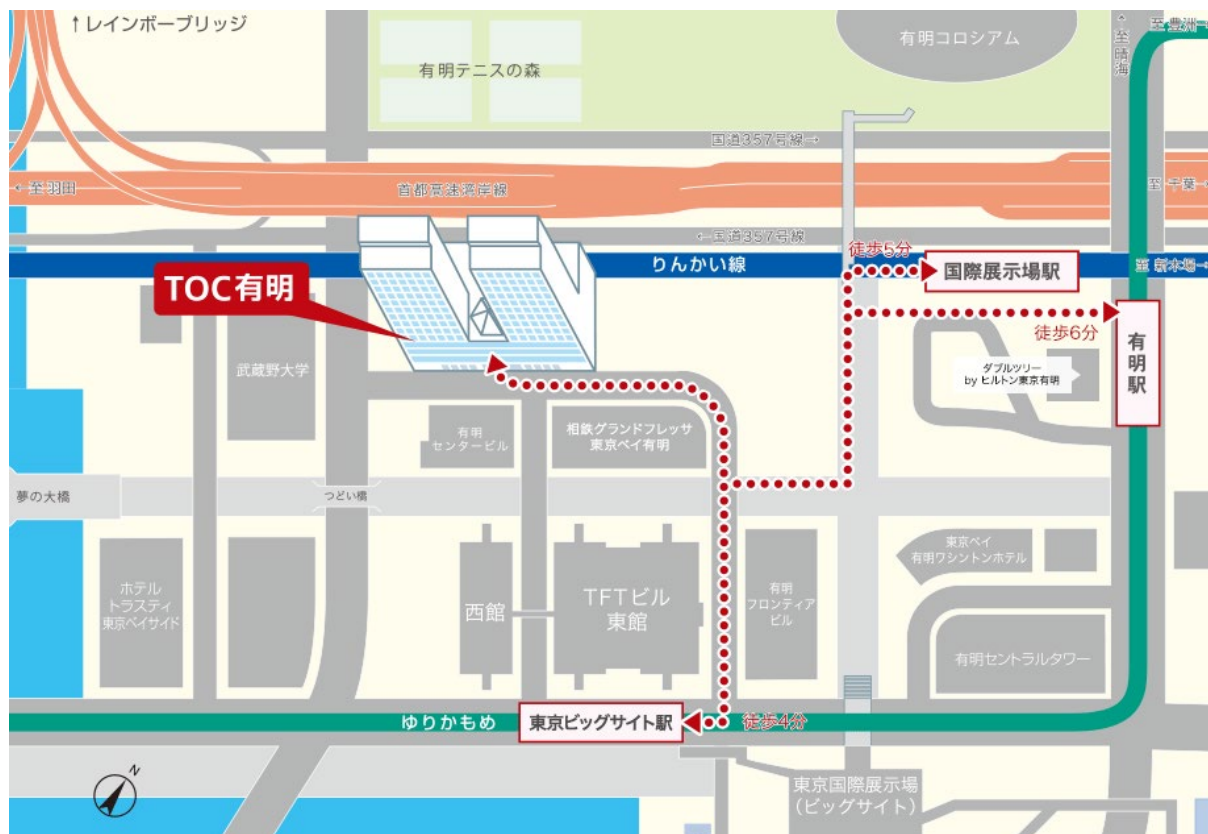 ↑レインボーブリッジ
有明テニスの森
有明コロシアム
↑至晴海
至 豊洲→
国道357号線→
←至羽田
首都高速湾岸線
至 千葉→
←国道357号線
りんかい線
徒歩5分
国際展示場駅
至 新木場→
TOC有明
徒歩6分
有明駅
武蔵野大学
ダブルツリー
by ヒルトン東京有明
有明
センタービル
相鉄グランドフレッサ
東京ベイ有明
夢の大橋
つどい橋
東京ベイ
有明ワシントンホテル
ホテル
トラスティ
東京ベイサイド
西館
TFTビル
東館
有明
フロンティア
ビル
有明セントラルタワー
ゆりかもめ
東京ビッグサイト駅
徒歩4分
N
東京国際展示場
(ビッグサイト)